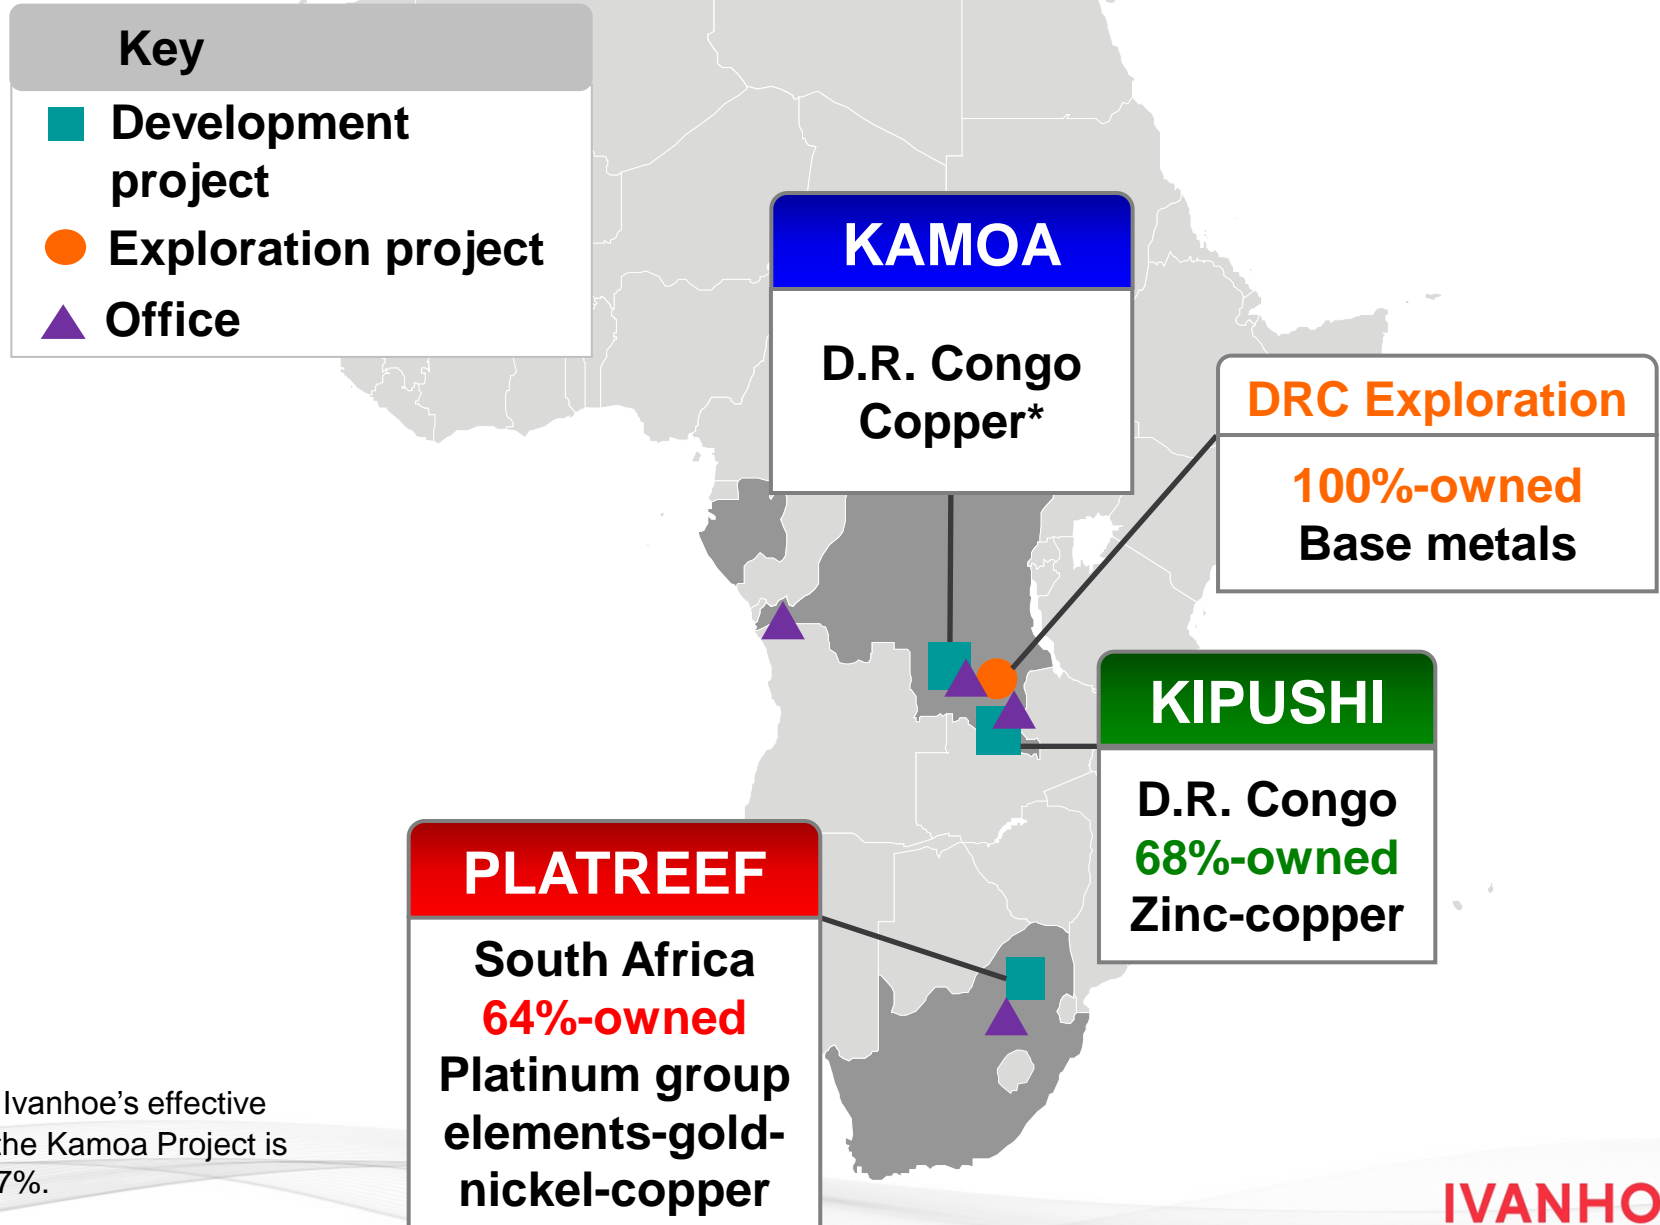 Key
Development
project
Exploration project
Office
KAMOA
D.R. Congo
Copper*
DRC Exploration
100%-owned
Base metals
KIPUSHI
D.R. Congo
68%-owned
Zinc-copper
PLATREEF
South Africa
64%-owned
Platinum group
elements-gold-
nickel-copper
Ivanhoe’s effective
the Kamoa Project is
7%.
IVANHO